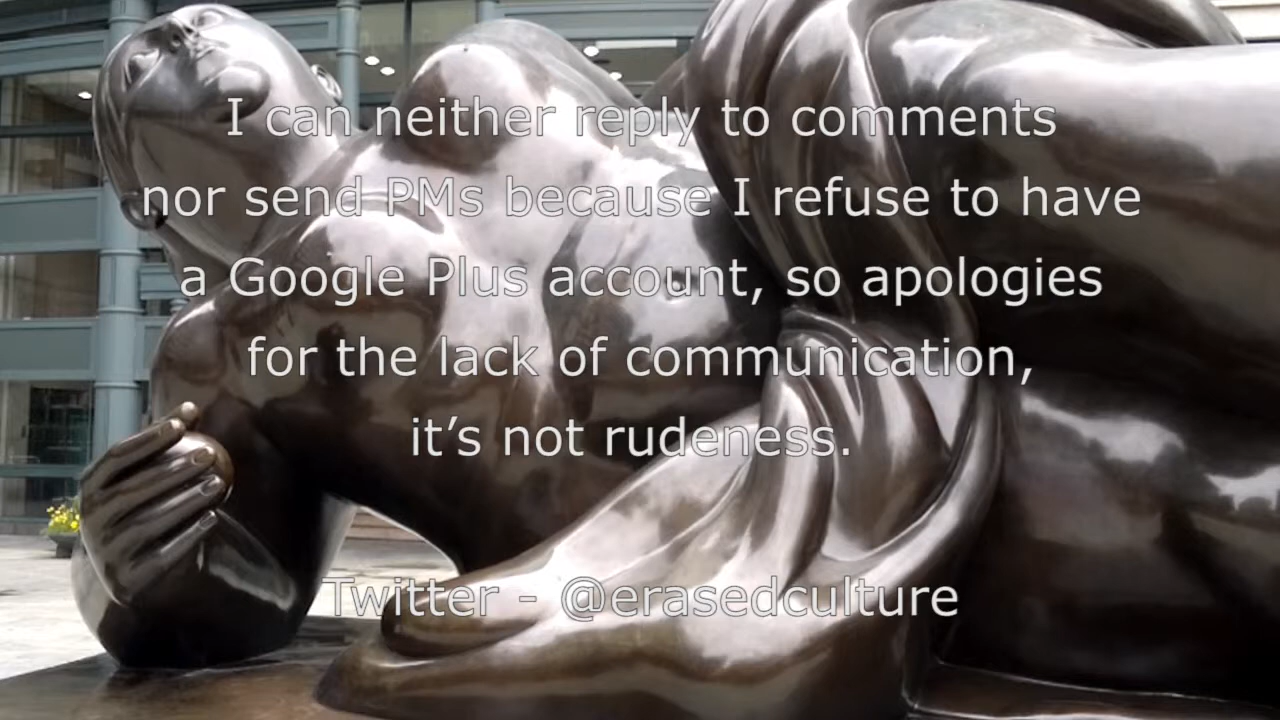 I can neither reply to comments
nor send PMs because I refuse to have
a Google Plus account, so apologies
for the lack of communication,
it’s not rudeness.
Twitter - @erasedculture